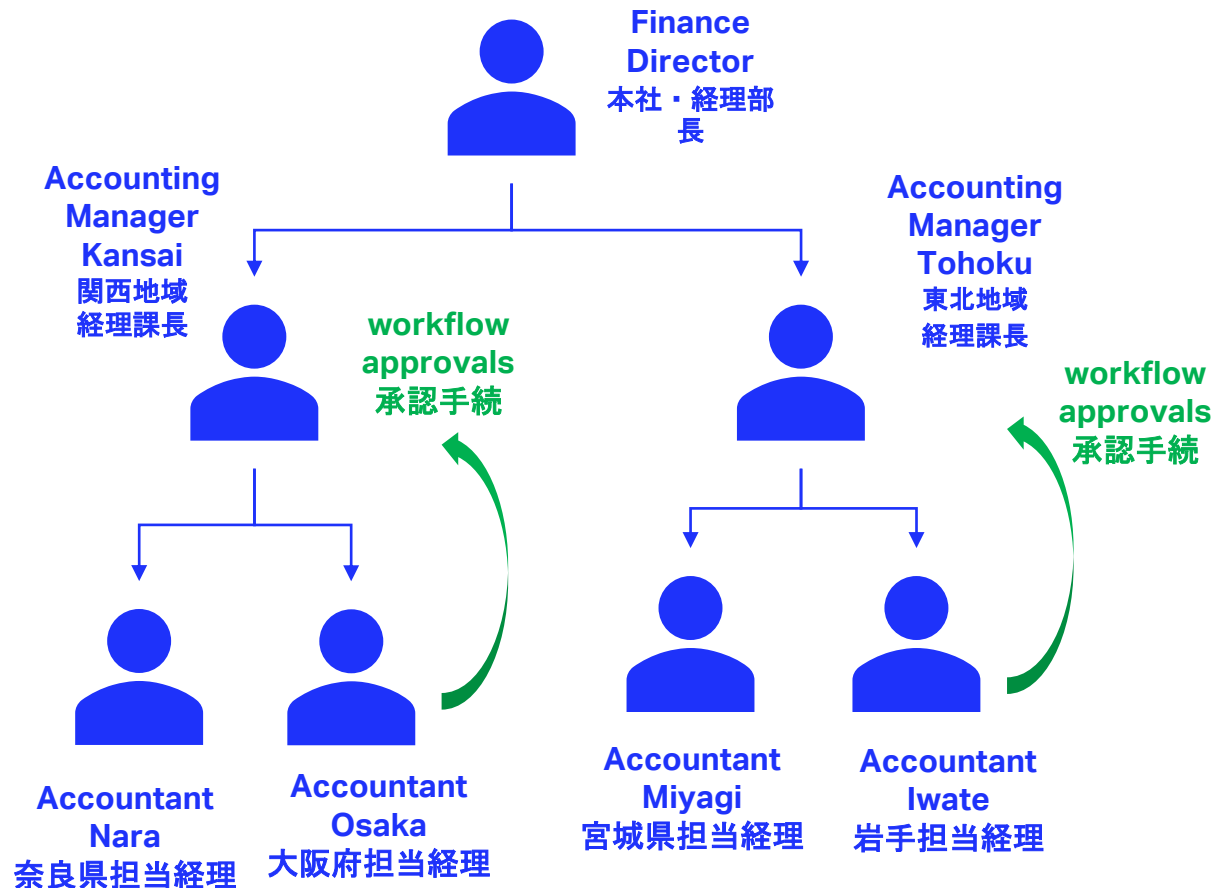 Finance
Director
本社・経理部
長
Accounting
Manager
Kansai
関西地域
経理課長
Accounting
Manager
Tohoku
東北地域
経理課長
workflow
approvals
承認手続
workflow
approvals
承認手続
Accountant
Nara
奈良県担当経理
Accountant
Osaka
大阪府担当経理
Accountant
Miyagi
宮城県担当経理
Accountant
Iwate
岩手担当経理